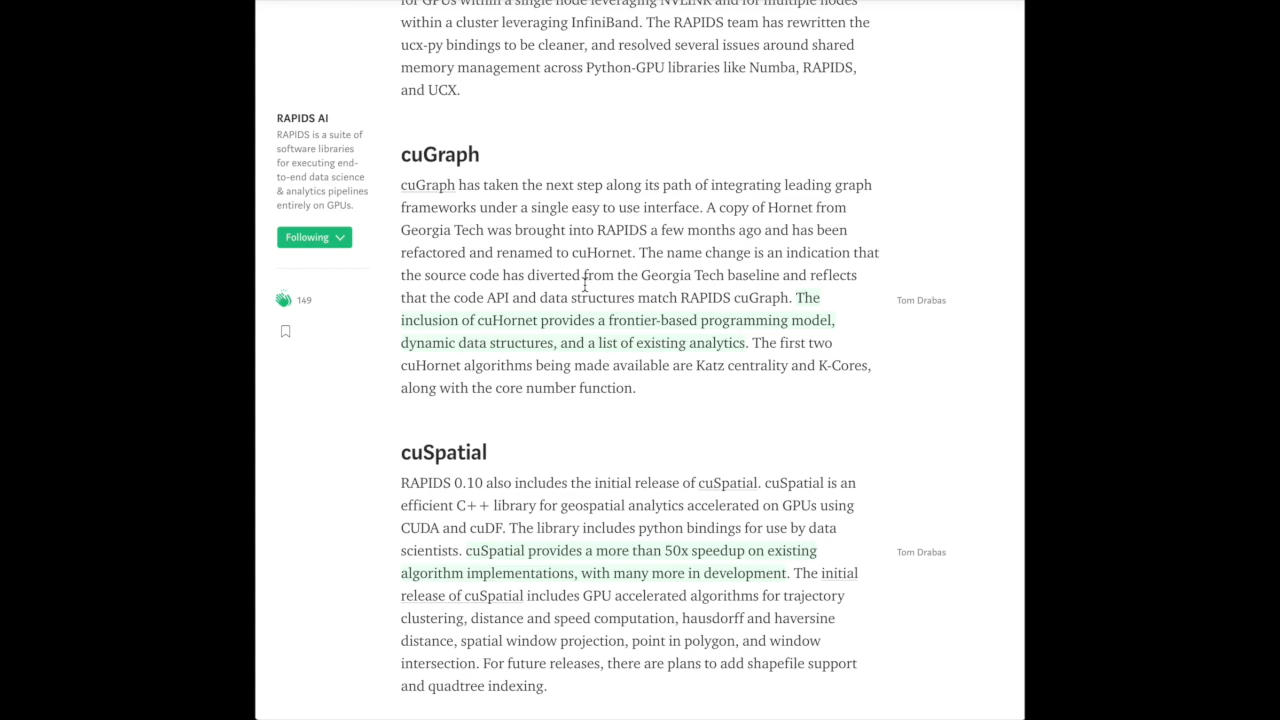 for GPUs within a single node leveraging NVLINK and for multiple nodes
within a cluster leveraging InfiniBand. The RAPIDS team has rewritten the
ucx-py bindings to be cleaner, and resolved several issues around shared
memory management across Python-GPU libraries like Numba, RAPIDS,
and UCX.
RAPIDS AI
RAPIDS is a suite of
software libraries
for executing end-
to-end data science
& analytics pipelines
entirely on GPUs.
Following
149
cuGraph
cuGraph has taken the next step along its path of integrating leading graph
frameworks under a single easy to use interface. A copy of Hornet from
Georgia Tech was brought into RAPIDS a few months ago and has been
refactored and renamed to cuHornet. The name change is an indication that
the source code has diverted from the Georgia Tech baseline and reflects
that the code API and data structures match RAPIDS cuGraph. The
inclusion of cuHornet provides a frontier-based programming model,
dynamic data structures, and a list of existing analytics. The first two
cuHornet algorithms being made available are Katz centrality and K-Cores,
along with the core number function.
Tom Drabas
cuSpatial
RAPIDS 0.10 also includes the initial release of cuSpatial. cuSpatial is an
efficient C++ library for geospatial analytics accelerated on GPUs using
CUDA and cuDF. The library includes python bindings for use by data
scientists. cuSpatial provides a more than 50x speedup on existing
algorithm implementations, with many more in development. The initial
release of cuSpatial includes GPU accelerated algorithms for trajectory
clustering, distance and speed computation, hausdorff and haversine
distance, spatial window projection, point in polygon, and window
intersection. For future releases, there are plans to add shapefile support
and quadtree indexing.
Tom Drabas